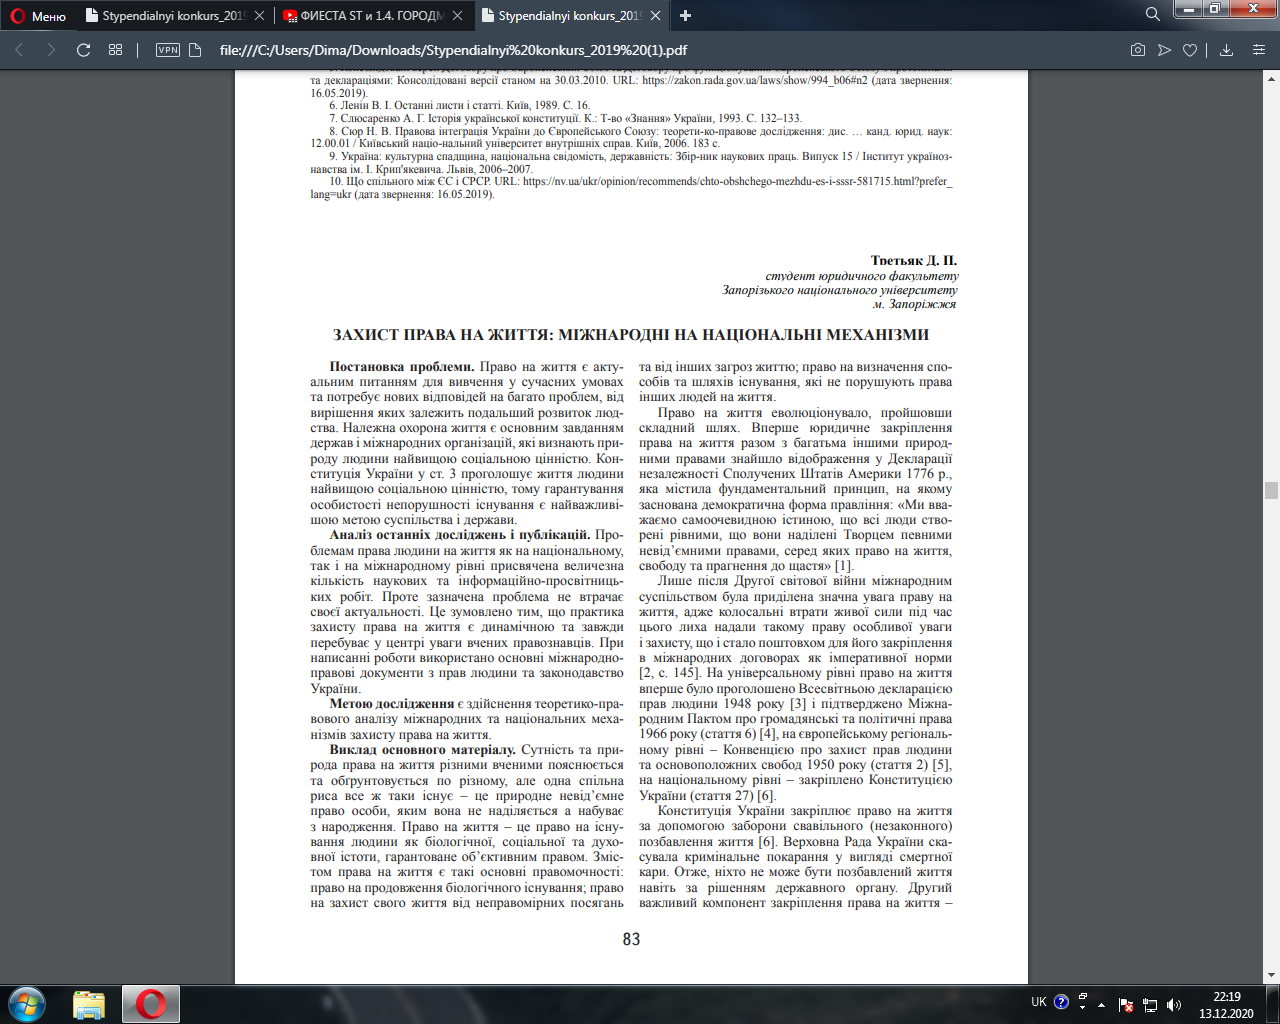 Меню
Stypendialnyi konkurs_2019
ФИЕСТА ST и 1.4. ГОРОДМ
Stypendialnyi konkurs_2019
VPN
file:///C:/Users/Dima/Downloads/Stypendialnyi%20konkurs_2019%20(1).pdf
та деклараціями: Консолідовані версії станом на 30.03.2010. URL: https://zakon.rada.gov.ua/laws/show/994_b06#n2 (дата звернення:
16.05.2019).
6. Ленін В. І. Останні листи і статті. Київ, 1989. С. 16.
7. Слюсаренко А. Г. Історія української конституції. К.: Т-во «Знання» України, 1993. С. 132–133.
8. Сюр Н. В. Правова інтеграція України до Європейського Союзу: теорети-ко-правове дослідження: дис. … канд. юрид. наук:
12.00.01 / Київський націо-нальний університет внутрішніх справ. Київ, 2006. 183 с.
9. Україна: культурна спадщина, національна свідомість, державність: Збір-ник наукових праць. Випуск 15 / Інститут україноз-
навства ім. І. Крип'якевича. Львів, 2006–2007.
10. Що спільного між ЄС і СРСР. URL: https://nv.ua/ukr/opinion/recommends/chto-obshchego-mezhdu-es-i-sssr-581715.html?prefer_
lang=ukr (дата звернення: 16.05.2019).
Третьяк Д. П.
студент юридичного факультету
Запорізького національного університету
м. Запоріжжя
ЗАХИСТ ПРАВА НА ЖИТТЯ: МІЖНАРОДНІ НА НАЦІОНАЛЬНІ МЕХАНІЗМИ
Постановка проблеми. Право на життя є акту-
альним питанням для вивчення у сучасних умовах
та потребує нових відповідей на багато проблем, від
вирішення яких залежить подальший розвиток люд-
ства. Належна охорона життя є основним завданням
держав і міжнародних організацій, які визнають при-
роду людини найвищою соціальною цінністю. Кон-
ституція України у ст. 3 проголошує життя людини
найвищою соціальною цінністю, тому гарантування
особистості непорушності існування є найважливі-
шою метою суспільства і держави.
Аналіз останніх досліджень і публікацій. Про-
блемам права людини на життя як на національному,
так і на міжнародному рівні присвячена величезна
кількість наукових та інформаційно-просвітниць-
ких робіт. Проте зазначена проблема не втрачає
своєї актуальності. Це зумовлено тим, що практика
захисту права на життя є динамічною та завжди
перебуває у центрі уваги вчених правознавців. При
написанні роботи використано основні міжнародно-
правові документи з прав людини та законодавство
України.
Метою дослідження є здійснення теоретико-пра-
вового аналізу міжнародних та національних меха-
нізмів захисту права на життя.
Виклад основного матеріалу. Сутність та при-
рода права на життя різними вченими пояснюється
та обґрунтовується по різному, але одна спільна
риса все ж таки існує – це природне невід’ємне
право особи, яким вона не наділяється а набуває
з народження. Право на життя – це право на існу-
вання людини як біологічної, соціальної та духо-
вної істоти, гарантоване об’єктивним правом. Зміс-
том права на життя є такі основні правомочності:
право на продовження біологічного існування; право
на захист свого життя від неправомірних посягань
та від інших загроз життю; право на визначення спо-
собів та шляхів існування, які не порушують права
інших людей на життя.
Право на життя еволюціонувало, пройшовши
складний шлях. Вперше юридичне закріплення
права на життя разом з багатьма іншими природ-
ними правами знайшло відображення у Декларації
незалежності Сполучених Штатів Америки 1776 р.,
яка містила фундаментальний принцип, на якому
заснована демократична форма правління: «Ми вва-
жаємо самоочевидною істиною, що всі люди ство-
рені рівними, що вони наділені Творцем певними
невід’ємними правами, серед яких право на життя,
свободу та прагнення до щастя» [1].
Лише після Другої світової війни міжнародним
суспільством була приділена значна увага праву на
життя, адже колосальні втрати живої сили під час
цього лиха надали такому праву особливої уваги
і захисту, що і стало поштовхом для його закріплення
в міжнародних договорах як імперативної норми
[2, с. 145]. На універсальному рівні право на життя
вперше було проголошено Всесвітньою декларацією
прав людини 1948 року [3] і підтверджено Міжна-
родним Пактом про громадянські та політичні права
1966 року (стаття 6) [4], на європейському регіональ-
ному рівні – Конвенцією про захист прав людини
та основоположних свобод 1950 року (стаття 2) [5],
на національному рівні – закріплено Конституцією
України (стаття 27) [6].
Конституція України закріплює право на життя
за допомогою заборони свавільного (незаконного)
позбавлення життя [6]. Верховна Рада України ска-
сувала кримінальне покарання у вигляді смертної
кари. Отже, ніхто не може бути позбавлений життя
навіть за рішенням державного органу. Другий
важливий компонент закріплення права на життя –
83
UK
22:19
13.12.2020